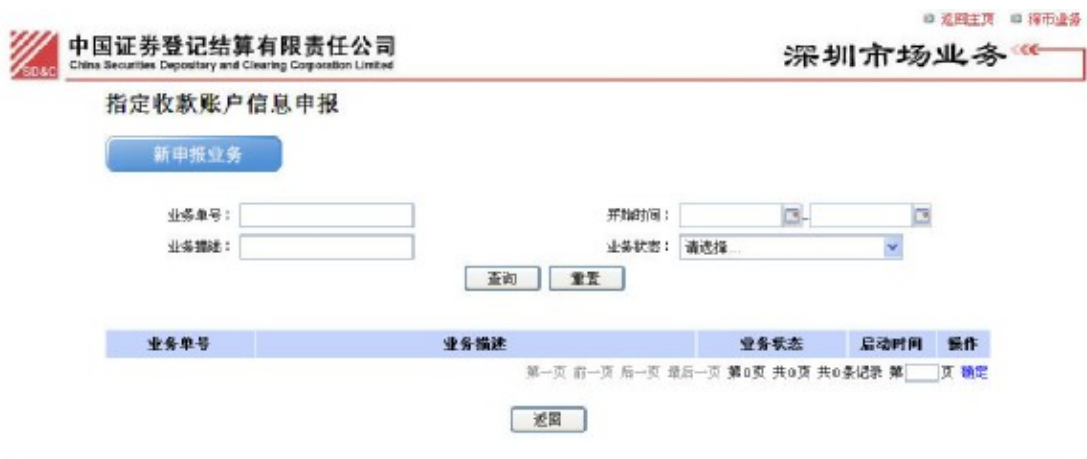 返回主页 深市业务
SD&C
中国证券登记结算有限责任公司
China Securities Depository and Clearing Corporation Limited
深圳市场业务
指定收款账户信息申报
新申报业务
业务单号： 开始时间： -
业务描述： 业务状态： 请选择...
查询 重置
业务单号 业务描述 业务状态 启动时间 操作
第一页 前一页 后一页 最后一页 第0页 共0页 共0条记录 第 页 确定
返回